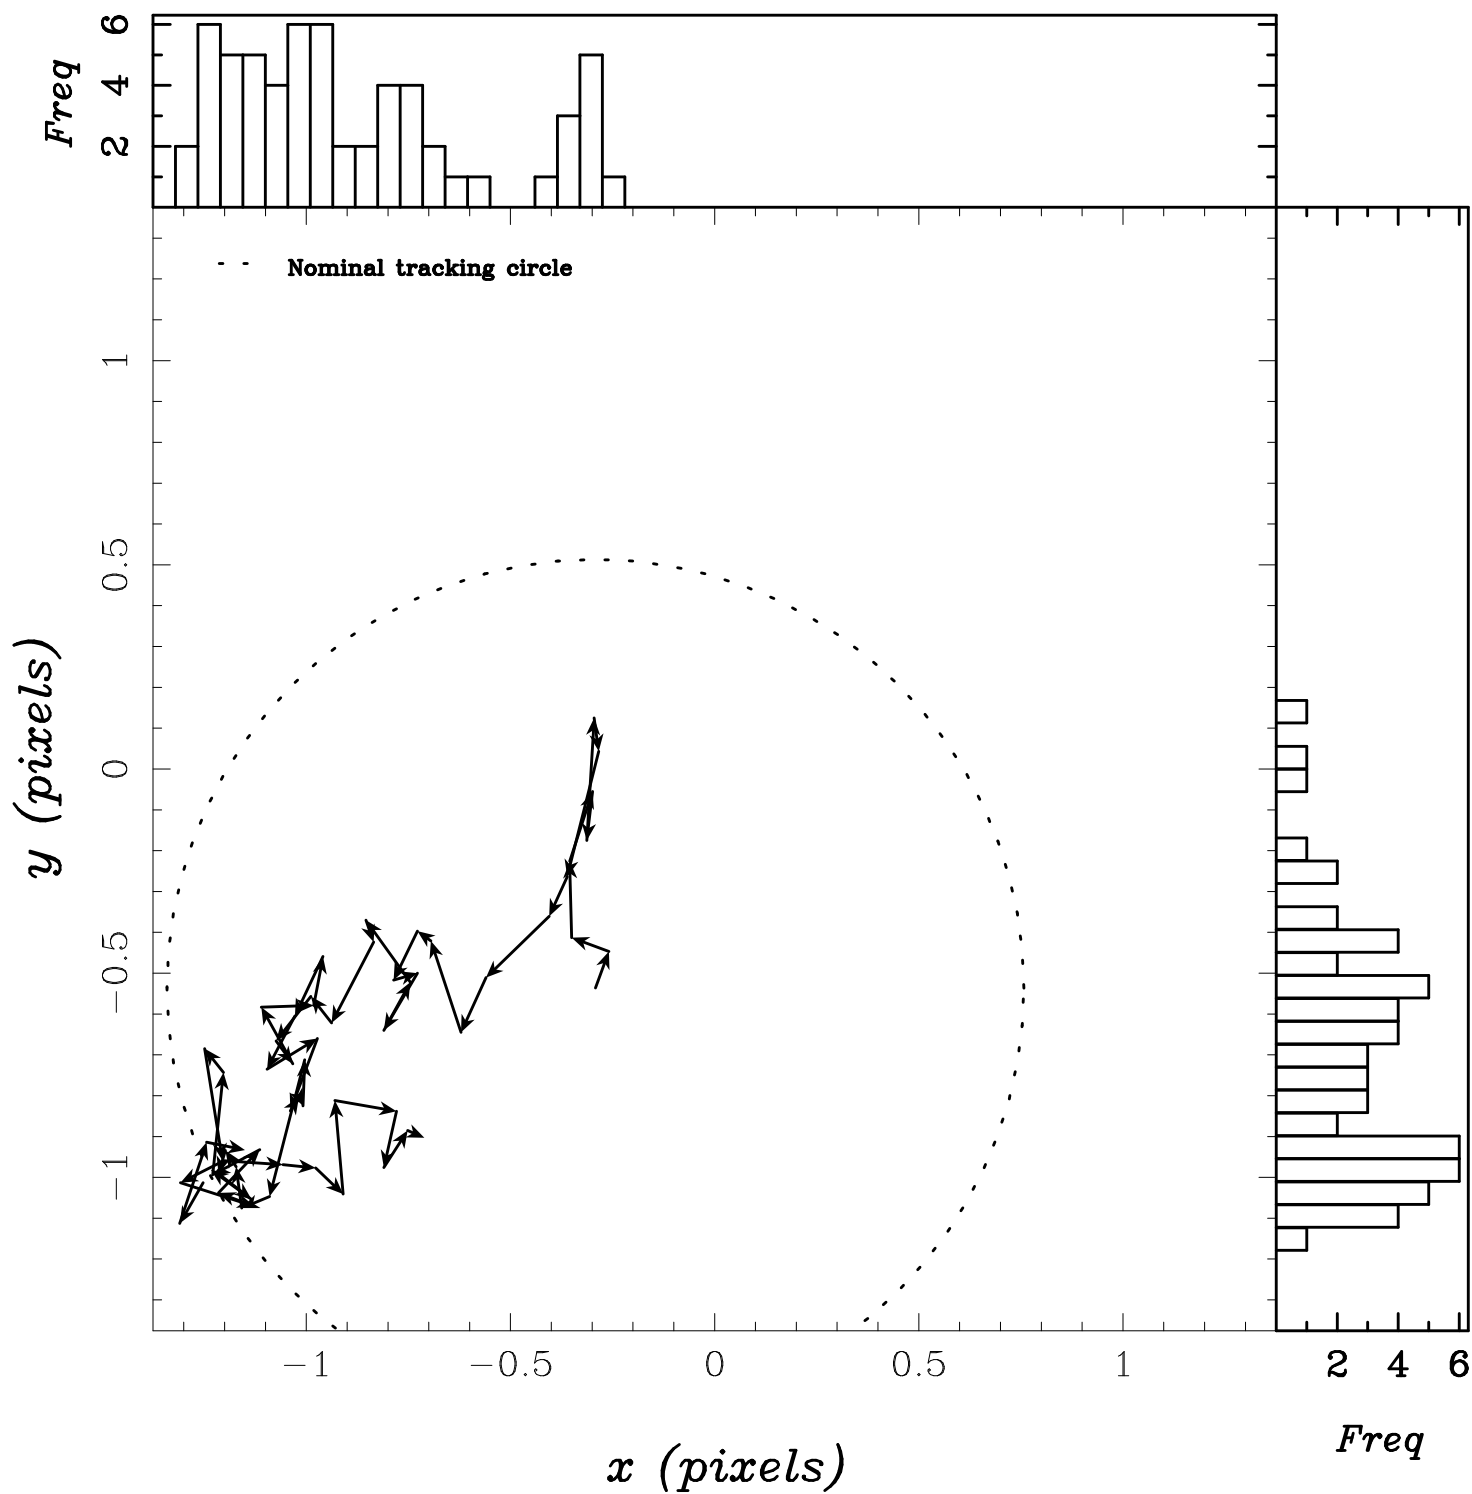 Freq
6
4
2
Nominal tracking circle
1
0.5
0
−0.5
−1
y (pixels)
−1 −0.5 0 0.5 1
x (pixels)
2 4 6
Freq